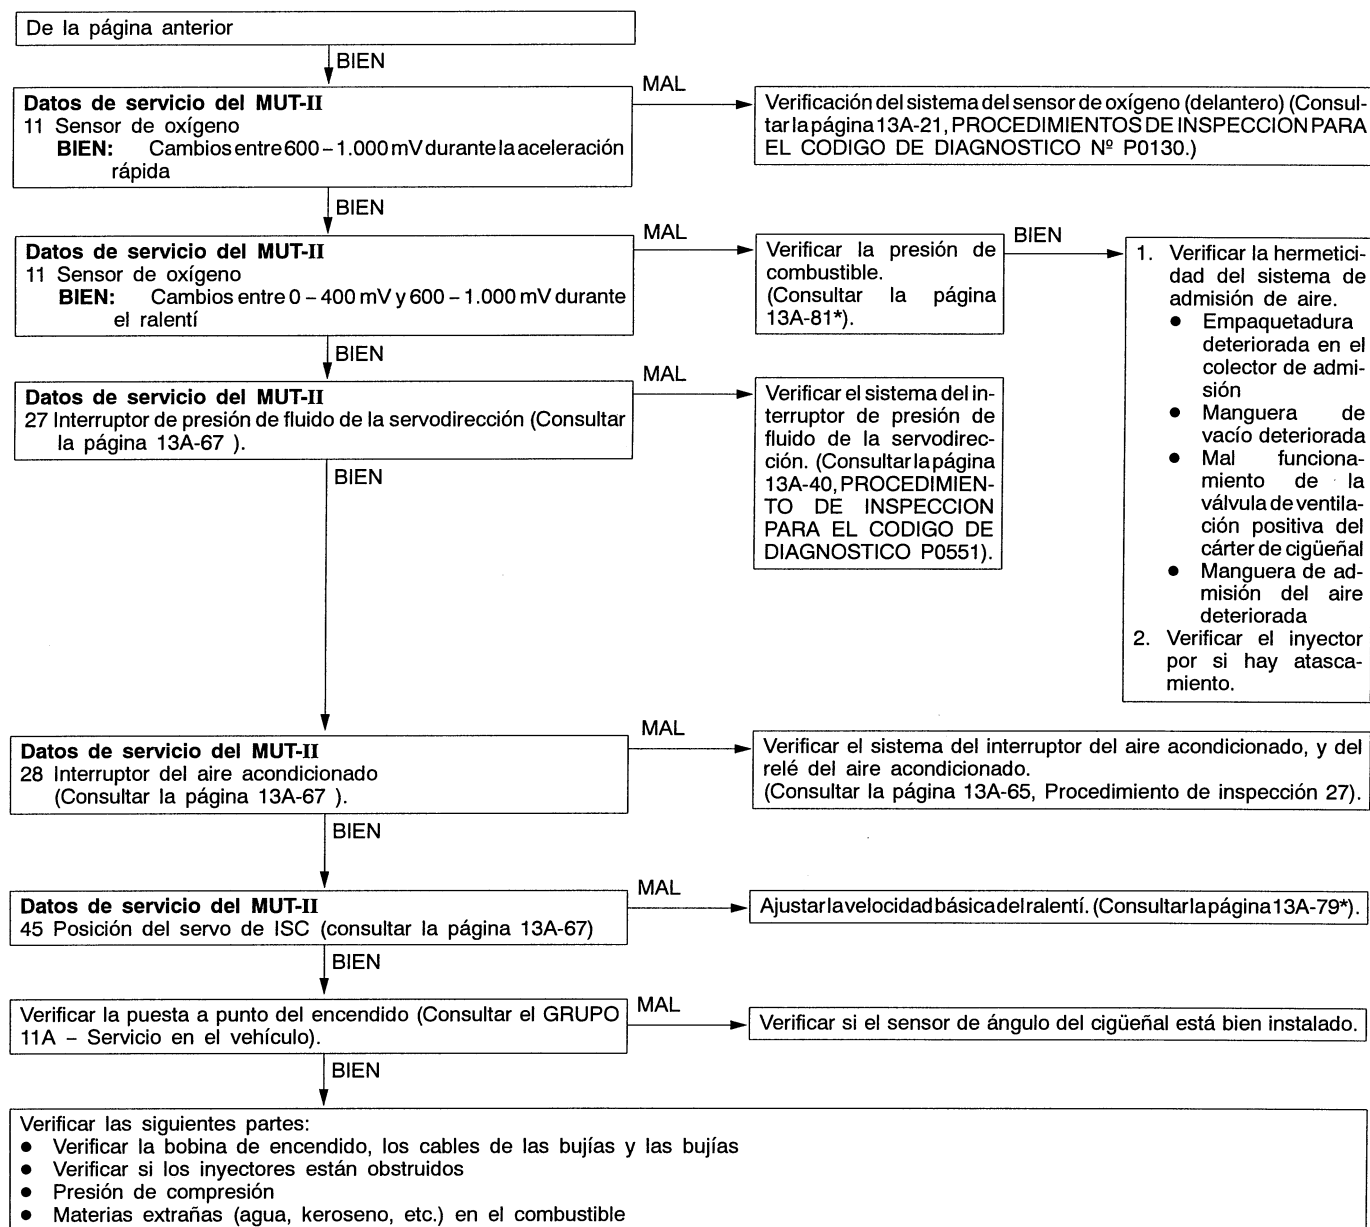 De la página anterior
BIEN
Datos de servicio del MUT-II
11 Sensor de oxígeno
BIEN: Cambios entre 600 – 1.000 mV durante la aceleración
rápida
MAL
Verificación del sistema del sensor de oxígeno (delantero) (Consul-
tar la página 13A-21, PROCEDIMIENTOS DE INSPECCION PARA
EL CODIGO DE DIAGNOSTICO Nº P0130.)
BIEN
Datos de servicio del MUT-II
11 Sensor de oxígeno
BIEN: Cambios entre 0 – 400 mV y 600 – 1.000 mV durante
el ralentí
MAL
Verificar la presión de
combustible.
(Consultar la página
13A-81*).
BIEN
1. Verificar la hermetici-
dad del sistema de
admisión de aire.
● Empaquetadura
deteriorada en el
colector de admi-
sión
● Manguera de
vacío deteriorada
● Mal funciona-
miento de la
válvula de ventila-
ción positiva del
cárter de cigüeñal
● Manguera de ad-
misión del aire
deteriorada
2. Verificar el inyector
por si hay atasca-
miento.
BIEN
Datos de servicio del MUT-II
27 Interruptor de presión de fluido de la servodirección (Consultar
la página 13A-67 ).
MAL
Verificar el sistema del in-
terruptor de presión de
fluido de la servodirec-
ción. (Consultar la página
13A-40, PROCEDIMIEN-
TO DE INSPECCION
PARA EL CODIGO DE
DIAGNOSTICO P0551).
BIEN
Datos de servicio del MUT-II
28 Interruptor del aire acondicionado
(Consultar la página 13A-67 ).
MAL
Verificar el sistema del interruptor del aire acondicionado, y del
relé del aire acondicionado.
(Consultar la página 13A-65, Procedimiento de inspección 27).
BIEN
Datos de servicio del MUT-II
45 Posición del servo de ISC (consultar la página 13A-67)
MAL
Ajustar la velocidad básica del ralentí. (Consultar la página 13A-79*).
BIEN
Verificar la puesta a punto del encendido (Consultar el GRUPO
11A – Servicio en el vehículo).
MAL
Verificar si el sensor de ángulo del cigüeñal está bien instalado.
BIEN
Verificar las siguientes partes:
● Verificar la bobina de encendido, los cables de las bujías y las bujías
● Verificar si los inyectores están obstruidos
● Presión de compresión
● Materias extrañas (agua, keroseno, etc.) en el combustible